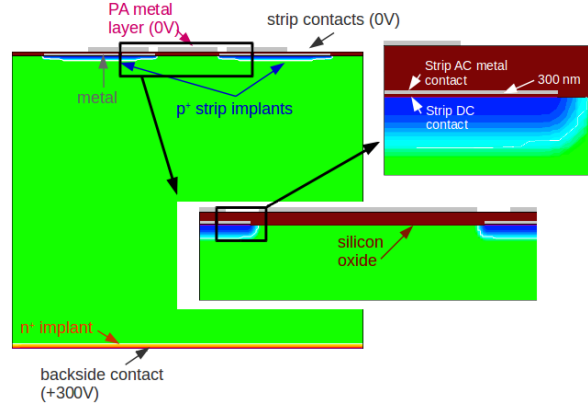 PA metal
layer (0V)
strip contacts (0V)
metal
p+ strip implants
Strip AC metal
contact
300 nm
Strip DC
contact
silicon
oxide
n+ implant
backside contact
(+300V)